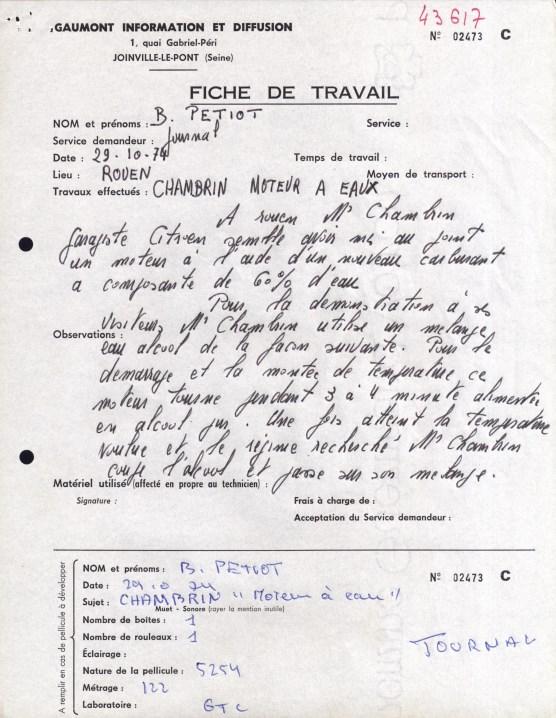 43617
GAUMONT INFORMATION ET DIFFUSION
1, quai Gabriel-Péri
JOINVILLE-LE-PONT (Seine)
Nº 02473 C
FICHE DE TRAVAIL
NOM et prénoms : B. PETIOT
Service :
Service demandeur : Journal
Date : 29.10.74
Temps de travail :
Lieu : ROUEN
Moyen de transport :
Travaux effectués : CHAMBRIN MOTEUR A EAUX
A rouen Mr Chambrin
garagiste Citroen semble avoir mi au point
un moteur à l'aide d'un nouveau carburant
a composante de 60% d'eau
Pour la demonstration à ses
visiteurs Mr Chambrin utilise un melange
Observations :
eau alcool de la façon suivante. Pour le
demarrage et la montée de temperature ce
moteur tourne pendant 3 à 4 minute alimenter
en alcool pur. Une fois atteint la temperature
voulue et le régime recherché Mr Chambrin
coupe l'alcool et passe sur son melange.
Matériel utilisé (affecté en propre au technicien) :
Signature :
Frais à charge de :
Acceptation du Service demandeur :
A remplir en cas de pellicule à développer
NOM et prénoms : B. PETIOT
Nº 02473 C
Date : 29.10 74
Sujet : CHAMBRIN "Moteur à eau"
Muet - Sonore (rayer la mention inutile)
Nombre de boîtes : 1
Nombre de rouleaux : 1
JOURNAL
Éclairage :
Nature de la pellicule : 5254
Métrage : 122
Laboratoire : GTC